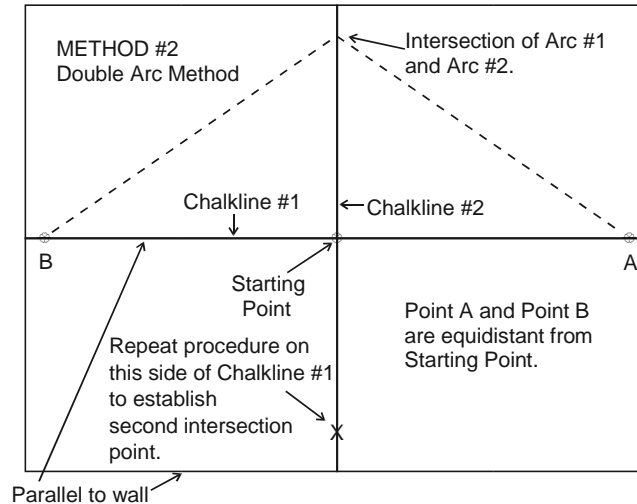 METHOD #2
Double Arc Method
Intersection of Arc #1
and Arc #2.
Chalkline #1
Chalkline #2
B
A
Starting
Point
Point A and Point B
are equidistant from
Starting Point.
Repeat procedure on
this side of Chalkline #1
to establish
second intersection
point.
X
Parallel to wall